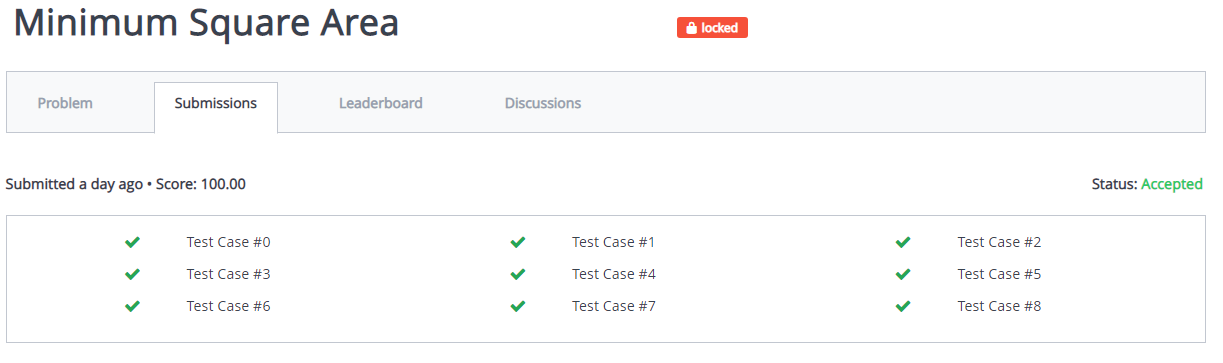 Minimum Square Area
locked
Problem Submissions Leaderboard Discussions
Submitted a day ago • Score: 100.00 Status: Accepted
Test Case #0 Test Case #1 Test Case #2
Test Case #3 Test Case #4 Test Case #5
Test Case #6 Test Case #7 Test Case #8